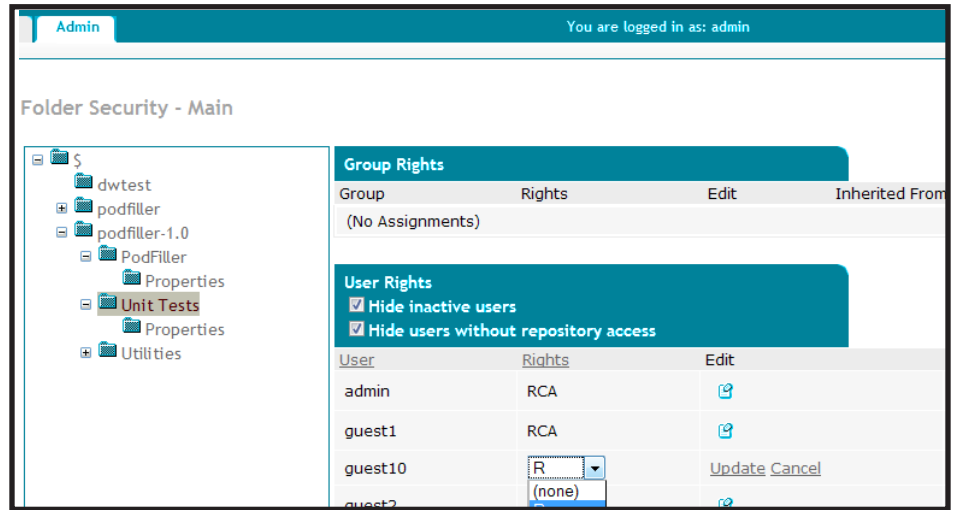 Admin You are logged in as: admin
Folder Security - Main
$
dwtest
podfiller
podfiller-1.0
PodFiller
Properties
Unit Tests
Properties
Utilities
Group Rights
Group Rights Edit Inherited From
(No Assignments)
User Rights
Hide inactive users
Hide users without repository access
User Rights Edit
admin RCA
guest1 RCA
guest10 R Update Cancel
(none)
guest2